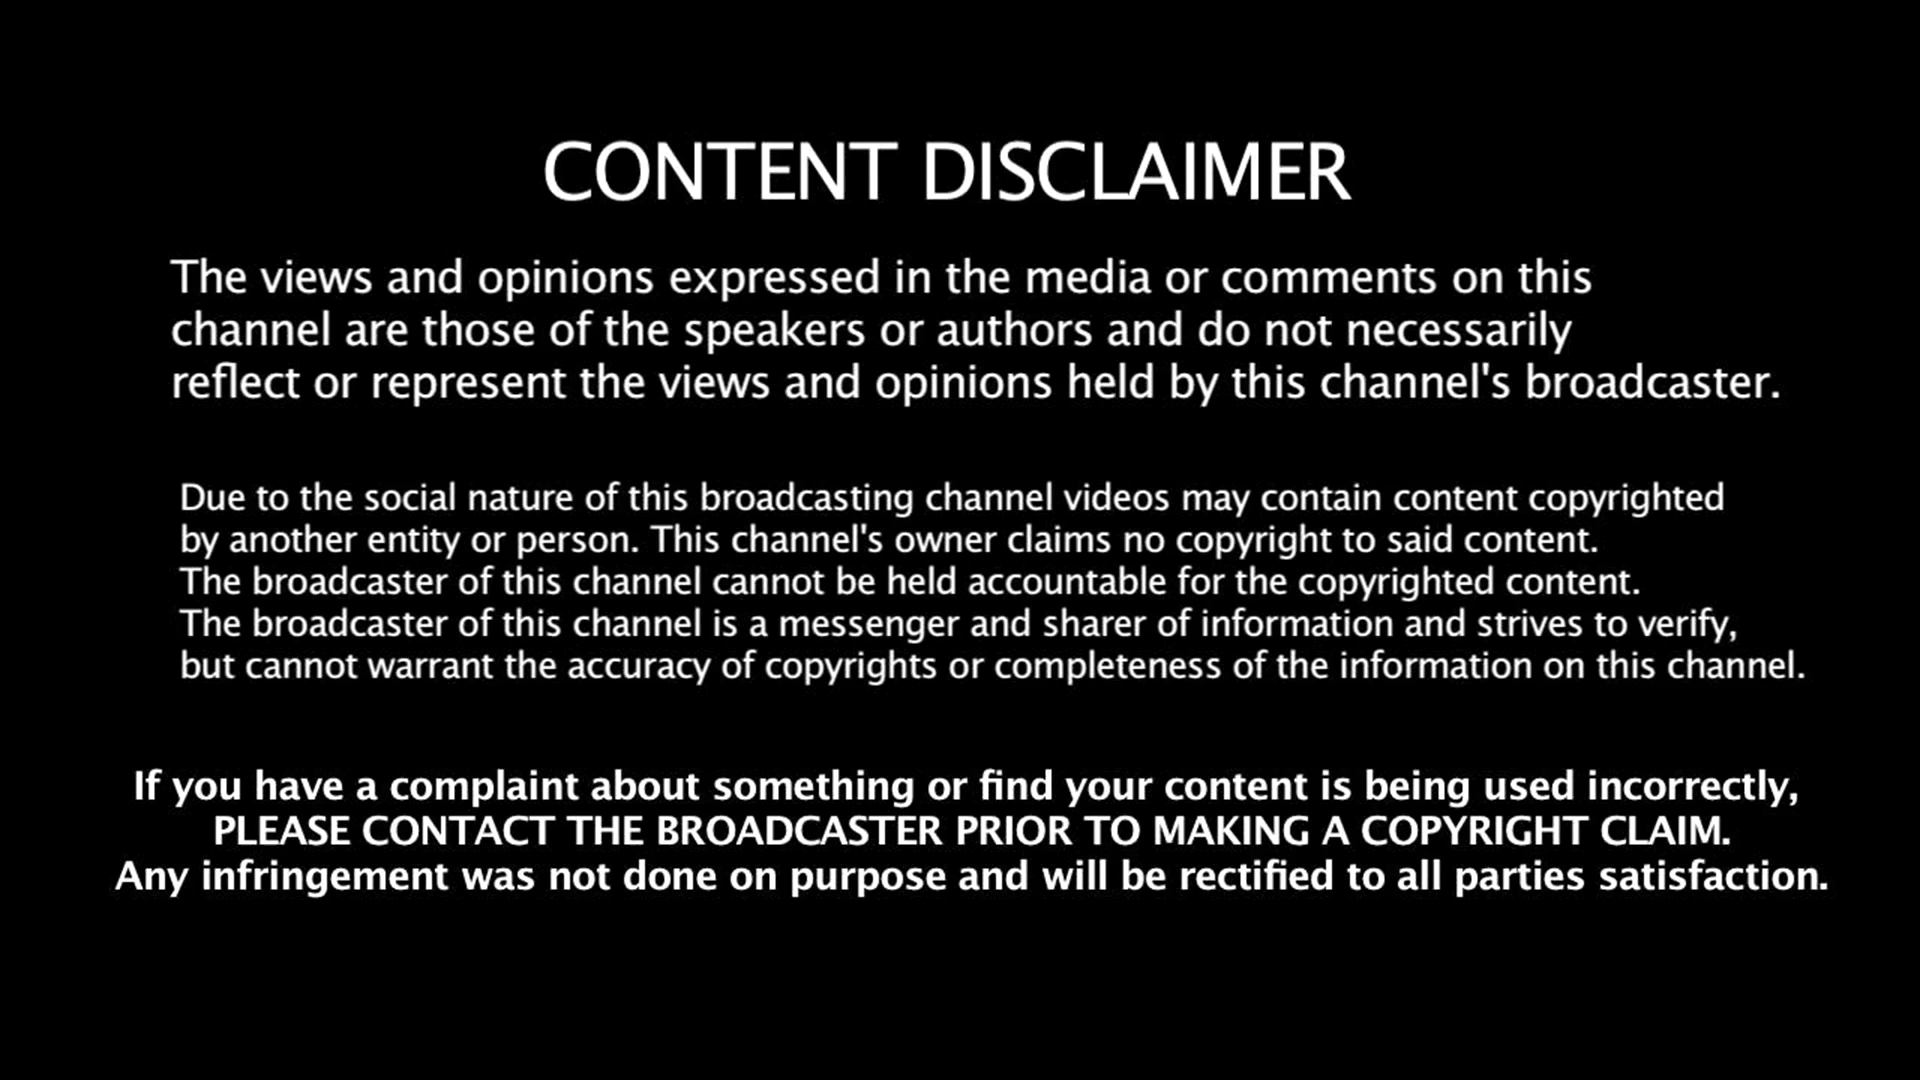 CONTENT DISCLAIMER
The views and opinions expressed in the media or comments on this
channel are those of the speakers or authors and do not necessarily
reflect or represent the views and opinions held by this channel's broadcaster.
Due to the social nature of this broadcasting channel videos may contain content copyrighted
by another entity or person. This channel's owner claims no copyright to said content.
The broadcaster of this channel cannot be held accountable for the copyrighted content.
The broadcaster of this channel is a messenger and sharer of information and strives to verify,
but cannot warrant the accuracy of copyrights or completeness of the information on this channel.
If you have a complaint about something or find your content is being used incorrectly,
PLEASE CONTACT THE BROADCASTER PRIOR TO MAKING A COPYRIGHT CLAIM.
Any infringement was not done on purpose and will be rectified to all parties satisfaction.